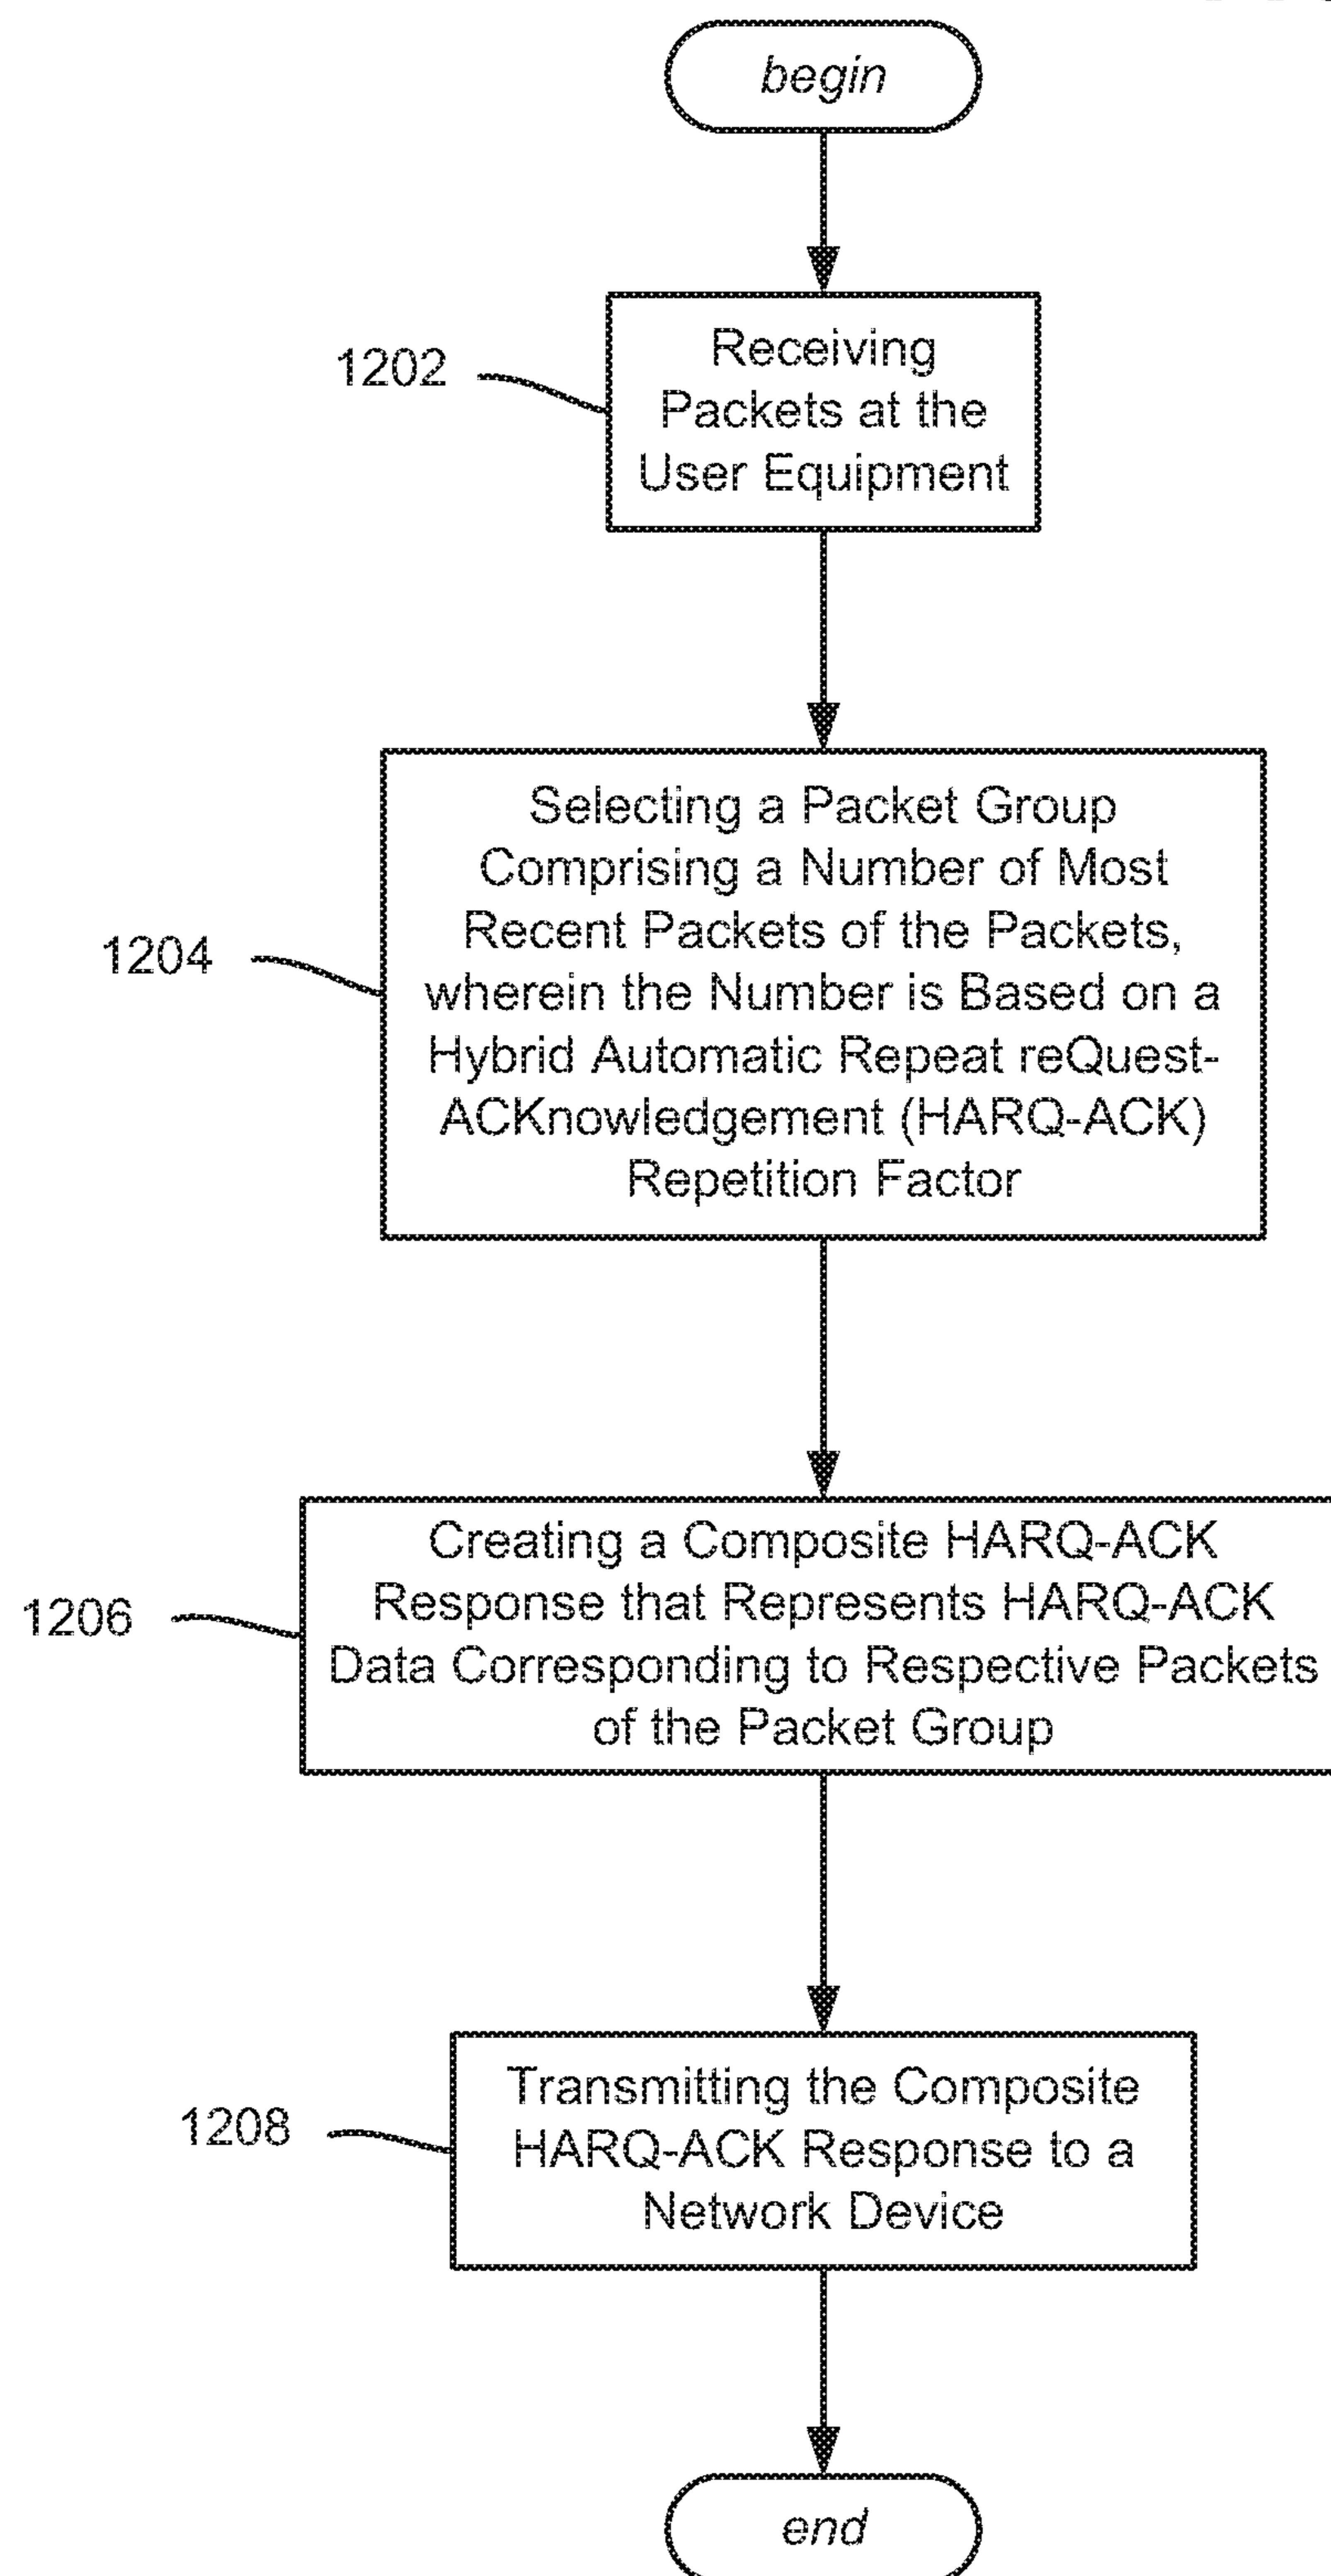 begin
1202
Receiving
Packets at the
User Equipment
1204
Selecting a Packet Group
Comprising a Number of Most
Recent Packets of the Packets,
wherein the Number is Based on a
Hybrid Automatic Repeat reQuest-
ACKnowledgement (HARQ-ACK)
Repetition Factor
1206
Creating a Composite HARQ-ACK
Response that Represents HARQ-ACK
Data Corresponding to Respective Packets
of the Packet Group
1208
Transmitting the Composite
HARQ-ACK Response to a
Network Device
end